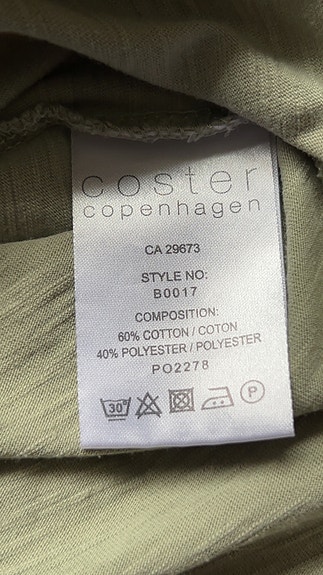 coster
copenhagen
CA 29673
STYLE NO:
B0017
COMPOSITION:
60% COTTON / COTON
40% POLYESTER / POLYESTER
PO2278
30°
P